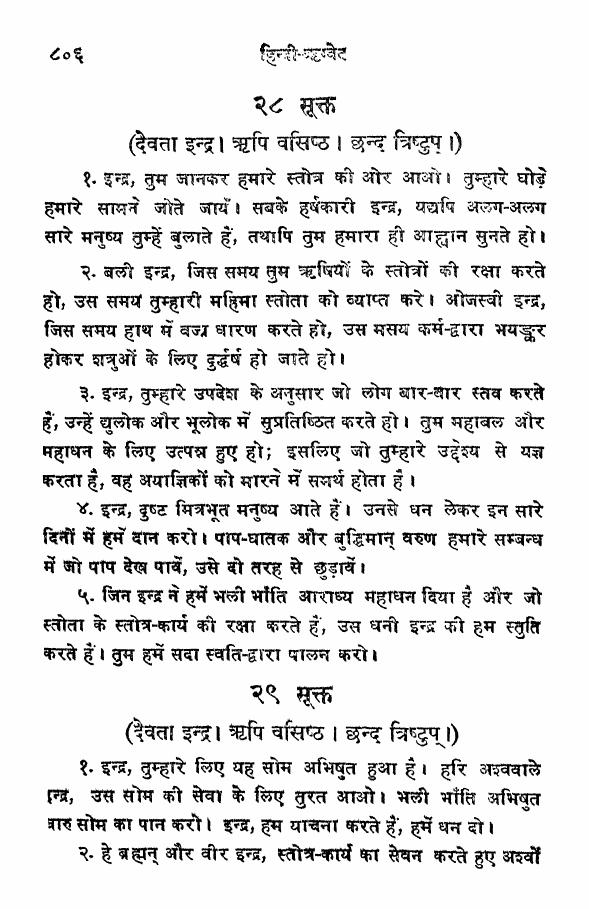 ८०६ हिन्दी-ऋग्वेद
२८ सूक्त
(देवता इन्द्र। ऋषि वसिष्ठ। छन्द त्रिष्टुप्।)
१. इन्द्र, तुम जानकर हमारे स्तोत्र की ओर आओ। तुम्हारे घोड़े
हमारे सामने जोते जायँ। सबके हर्षकारी इन्द्र, यद्यपि अलग-अलग
सारे मनुष्य तुम्हें बुलाते हैं, तथापि तुम हमारा ही आह्वान सुनते हो।
२. बली इन्द्र, जिस समय तुम ऋषियों के स्तोत्रों की रक्षा करते
हो, उस समय तुम्हारी महिमा स्तोता को व्याप्त करे। ओजस्वी इन्द्र,
जिस समय हाथ में वज्र धारण करते हो, उस मसय कर्म-द्वारा भयङ्कर
होकर शत्रुओं के लिए दुर्द्धर्ष हो जाते हो।
३. इन्द्र, तुम्हारे उपदेश के अनुसार जो लोग बार-बार स्तव करते
हैं, उन्हें द्युलोक और भूलोक में सुप्रतिष्ठित करते हो। तुम महाबल और
महाधन के लिए उत्पन्न हुए हो; इसलिए जो तुम्हारे उद्देश्य से यज्ञ
करता है, वह अयाज्ञिकों को मारने में समर्थ होता है।
४. इन्द्र, दुष्ट मित्रभूत मनुष्य आते हैं। उनसे धन लेकर इन सारे
दिनों में हमें दान करो। पाप-घातक और बुद्धिमान् वरुण हमारे सम्बन्ध
में जो पाप देख पावें, उसे दो तरह से छुड़ावें।
५. जिन इन्द्र ने हमें भली भाँति आराध्य महाधन दिया है और जो
स्तोता के स्तोत्र-कार्य की रक्षा करते हैं, उस धनी इन्द्र की हम स्तुति
करते हैं। तुम हमें सदा स्वति-द्वारा पालन करो।
२९ सूक्त
(देवता इन्द्र। ऋषि वसिष्ठ। छन्द त्रिष्टुप्।)
१. इन्द्र, तुम्हारे लिए यह सोम अभिषुत हुआ है। हरि अश्ववाले
इन्द्र, उस सोम की सेवा के लिए तुरत आओ। भली भाँति अभिषुत
चारु सोम का पान करो। इन्द्र, हम याचना करते हैं, हमें धन दो।
२. हे ब्रह्मन् और वीर इन्द्र, स्तोत्र-कार्य का सेवन करते हुए अश्वों